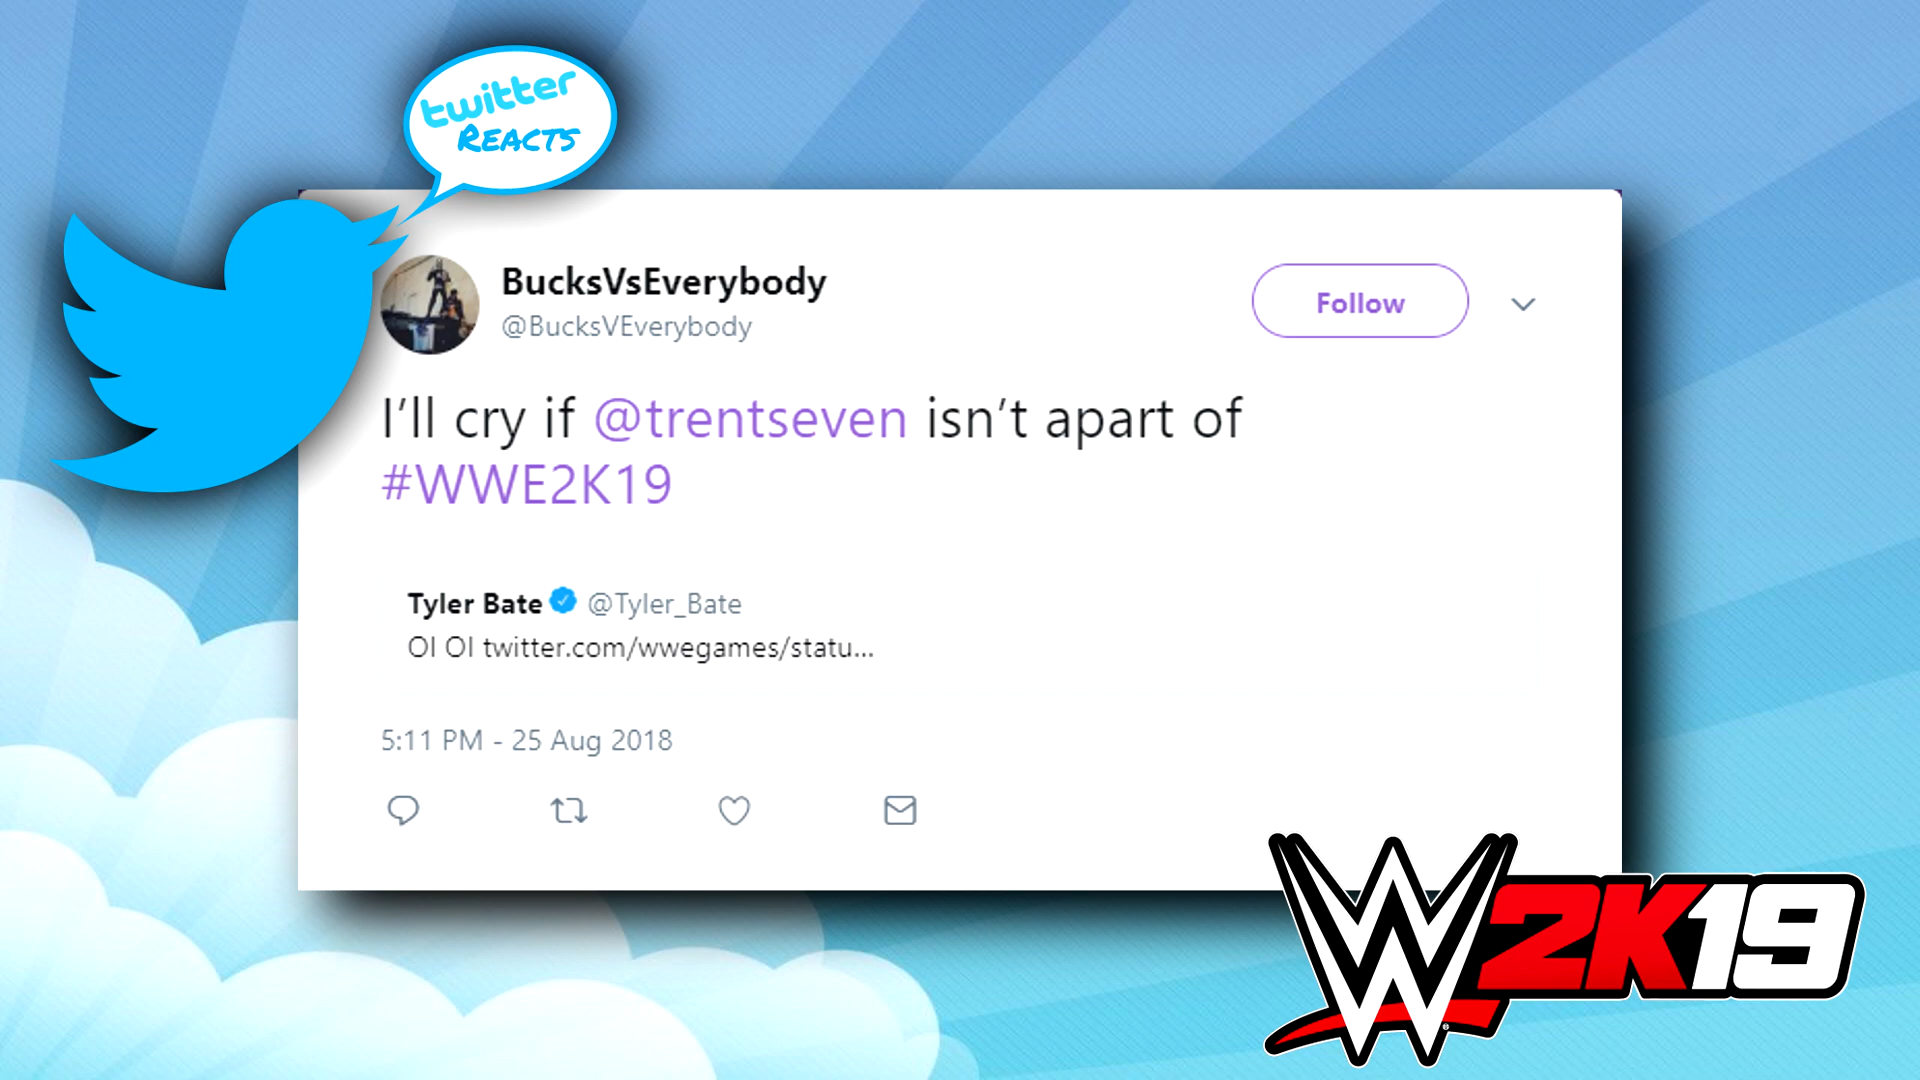 twitter
REACTS
BucksVsEverybody
@BucksVEverybody
Follow
I’ll cry if @trentseven isn’t apart of
#WWE2K19
Tyler Bate @Tyler_Bate
OI OI twitter.com/wwegames/statu...
5:11 PM - 25 Aug 2018
W 2K19